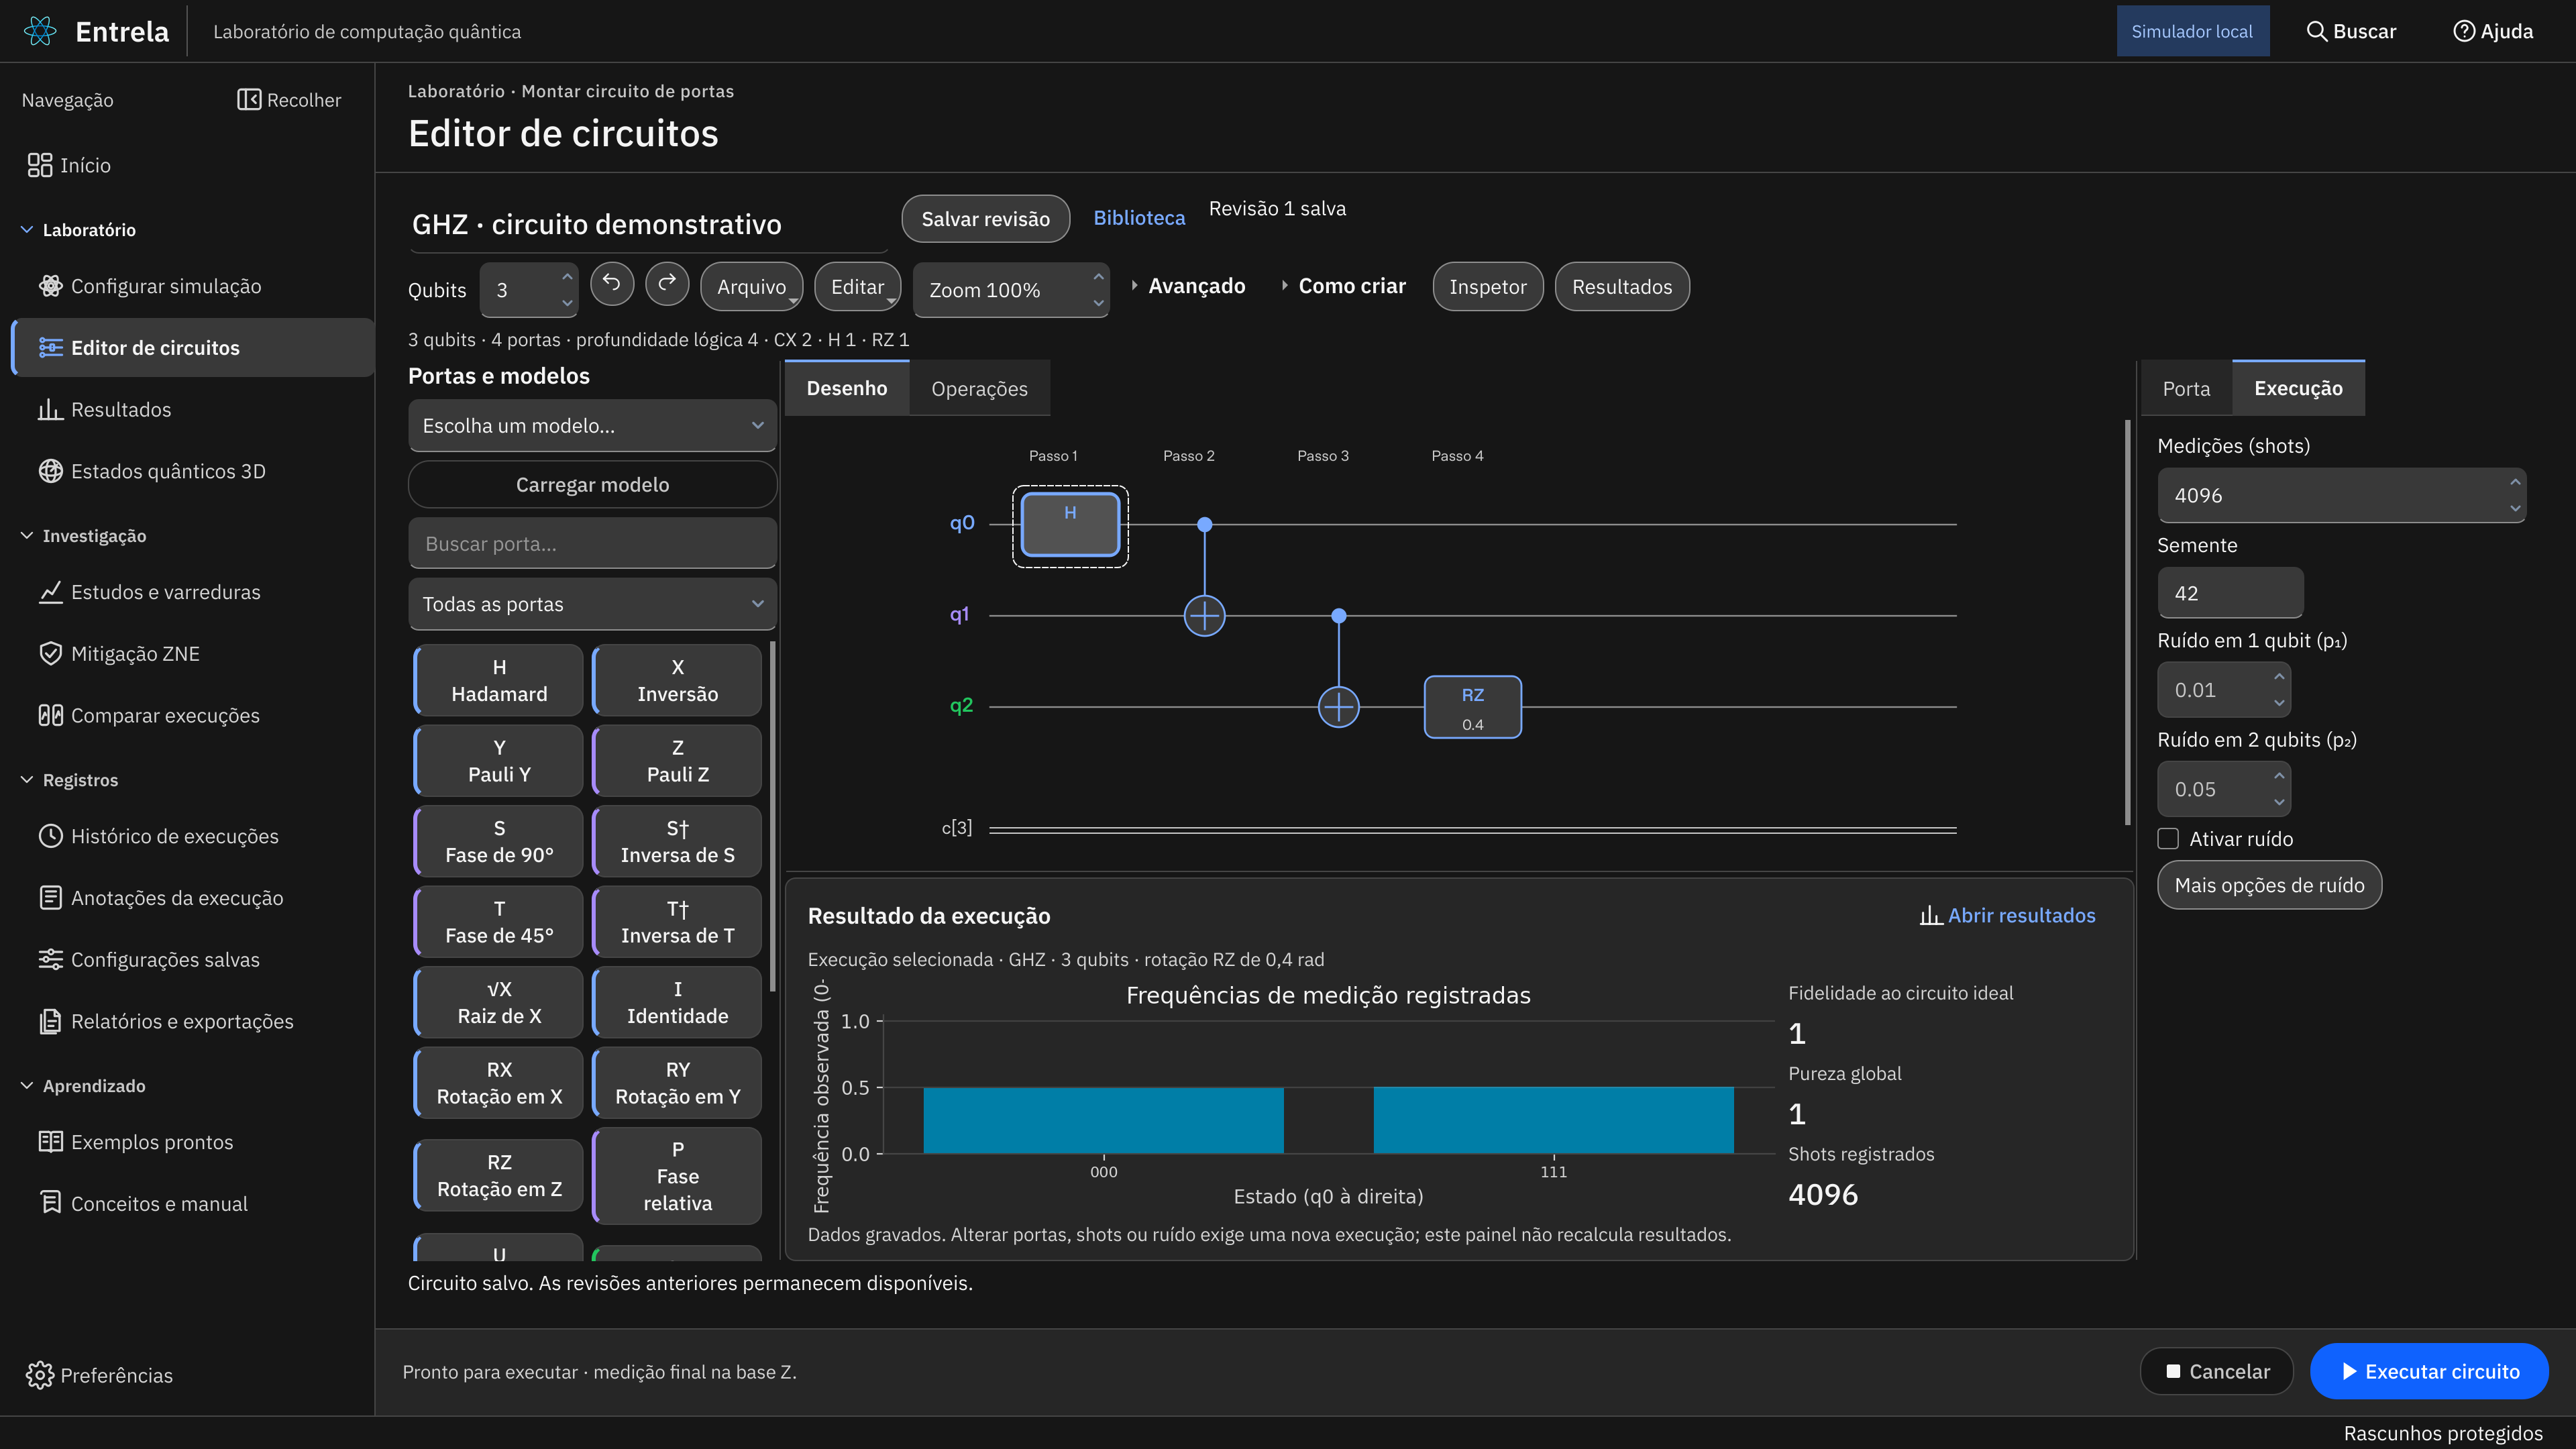 Entrela
Laboratório de computação quântica
Simulador local
Buscar
Ajuda
Navegação
Recolher
Início
Laboratório
Configurar simulação
Editor de circuitos
Resultados
Estados quânticos 3D
Investigação
Estudos e varreduras
Mitigação ZNE
Comparar execuções
Registros
Histórico de execuções
Anotações da execução
Configurações salvas
Relatórios e exportações
Aprendizado
Exemplos prontos
Conceitos e manual
Preferências
Laboratório · Montar circuito de portas
Editor de circuitos
GHZ · circuito demonstrativo
Salvar revisão
Biblioteca
Revisão 1 salva
Qubits
3
Arquivo
Editar
Zoom 100%
Avançado
Como criar
Inspetor
Resultados
3 qubits · 4 portas · profundidade lógica 4 · CX 2 · H 1 · RZ 1
Portas e modelos
Escolha um modelo...
Carregar modelo
Buscar porta...
Todas as portas
H
Hadamard
X
Inversão
Y
Pauli Y
Z
Pauli Z
S
Fase de 90°
S†
Inversa de S
T
Fase de 45°
T†
Inversa de T
√X
Raiz de X
I
Identidade
RX
Rotação em X
RY
Rotação em Y
RZ
Rotação em Z
P
Fase
relativa
U
Desenho
Operações
Passo 1
Passo 2
Passo 3
Passo 4
q0
H
q1
q2
RZ
0.4
c[3]
Resultado da execução
Abrir resultados
Execução selecionada · GHZ · 3 qubits · rotação RZ de 0,4 rad
Frequências de medição registradas
Frequência observada (0-
1.0
0.5
0.0
000
111
Estado (q0 à direita)
Fidelidade ao circuito ideal
1
Pureza global
1
Shots registrados
4096
Dados gravados. Alterar portas, shots ou ruído exige uma nova execução; este painel não recalcula resultados.
Circuito salvo. As revisões anteriores permanecem disponíveis.
Porta
Execução
Medições (shots)
4096
Semente
42
Ruído em 1 qubit (p₁)
0.01
Ruído em 2 qubits (p₂)
0.05
Ativar ruído
Mais opções de ruído
Pronto para executar · medição final na base Z.
Cancelar
Executar circuito
Rascunhos protegidos